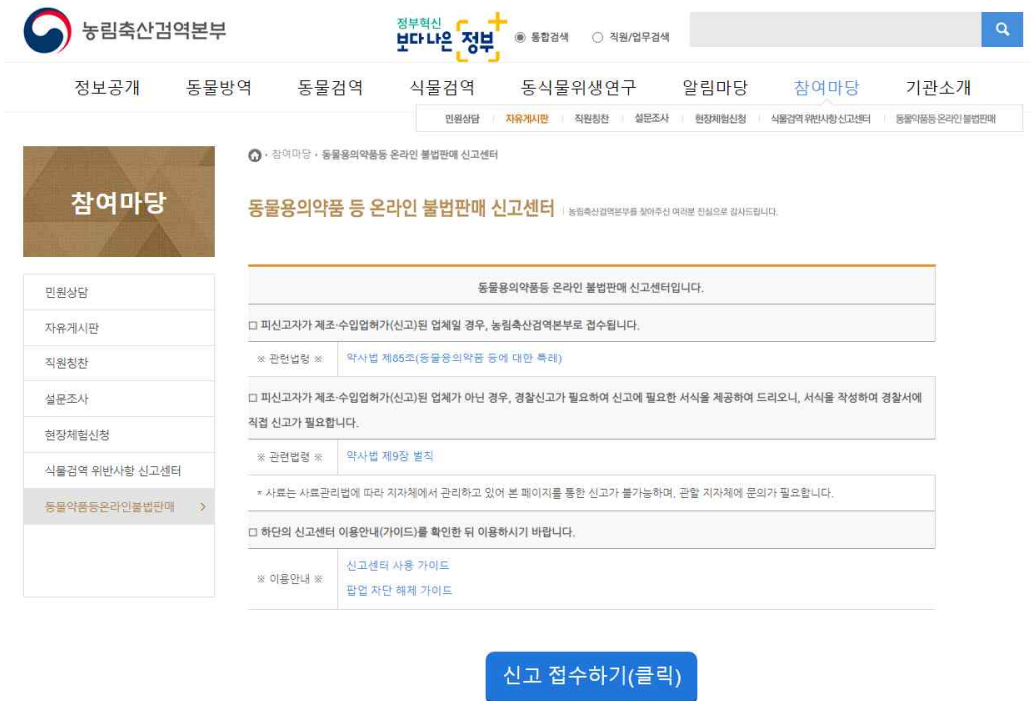 농림축산검역본부
정부혁신
보다나은 정부
통합검색 직원/업무검색
정보공개 동물방역 동물검역 식물검역 동식물위생연구 알림마당 참여마당 기관소개
민원상담 자유게시판 직원칭찬 설문조사 현장체험신청 식물검역 위반사항 신고센터 동물약품등 온라인 불법판매
참여마당
민원상담
자유게시판
직원칭찬
설문조사
현장체험신청
식물검역 위반사항 신고센터
동물약품등온라인불법판매 >
· 참여마당 · 동물용의약품등 온라인 불법판매 신고센터
동물용의약품 등 온라인 불법판매 신고센터 농림축산검역본부를 찾아주신 여러분 진심으로 감사드립니다.
동물용의약품등 온라인 불법판매 신고센터입니다.
□ 피신고자가 제조·수입업허가(신고)된 업체일 경우, 농림축산검역본부로 접수됩니다.
※ 관련법령 ※ 약사법 제85조(동물용의약품 등에 대한 특례)
□ 피신고자가 제조·수입업허가(신고)된 업체가 아닌 경우, 경찰신고가 필요하여 신고에 필요한 서식을 제공하여 드리오니, 서식을 작성하여 경찰서에
직접 신고가 필요합니다.
※ 관련법령 ※ 약사법 제9장 벌칙
* 사료는 사료관리법에 따라 지자체에서 관리하고 있어 본 페이지를 통한 신고가 불가능하며, 관할 지자체에 문의가 필요합니다.
□ 하단의 신고센터 이용안내(가이드)를 확인한 뒤 이용하시기 바랍니다.
※ 이용안내 ※ 신고센터 사용 가이드
팝업 차단 해제 가이드
신고 접수하기(클릭)